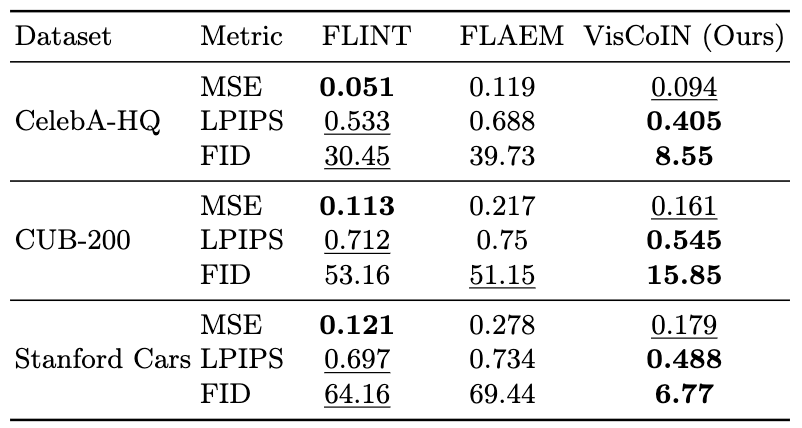 Dataset Metric FLINT FLAEM VisCoIN (Ours)
MSE 0.051 0.119 0.094
CelebA-HQ LPIPS 0.533 0.688 0.405
FID 30.45 39.73 8.55
MSE 0.113 0.217 0.161
CUB-200 LPIPS 0.712 0.75 0.545
FID 53.16 51.15 15.85
MSE 0.121 0.278 0.179
Stanford Cars LPIPS 0.697 0.734 0.488
FID 64.16 69.44 6.77